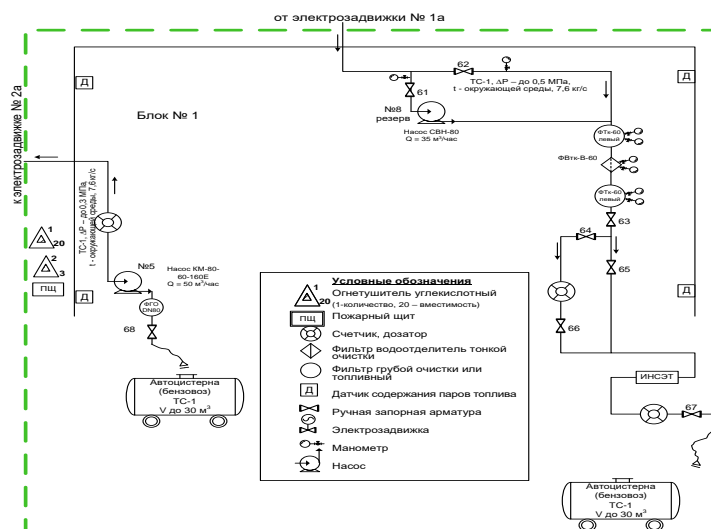 от электрозадвижки № 1а
к электрозадвижке № 2а
Блок № 1
Д
Д
Д
Д
62
ТС-1, ΔP – до 0,5 МПа,
t - окружающей среды, 7,6 кг/с
61
№8
резерв
Насос СВН-80
Q = 35 м³/час
ФТк-60
левый
ФВтк-В-60
ФТк-60
левый
63
64
65
66
ИНСЭТ
67
ТС-1, ΔP – до 0,3 МПа,
t - окружающей среды, 7,6 кг/с
1
20
2
3
ПЩ
№5
Насос КМ-80-
60-160Е
Q = 50 м³/час
ФГО
DN80
68
Автоцистерна
(бензовоз)
ТС-1
V до 30 м³
Условные обозначения
1
20
Огнетушитель углекислотный
(1-количество, 20 – вместимость)
ПЩ
Пожарный щит
Счетчик, дозатор
Фильтр водоотделитель тонкой
очистки
Фильтр грубой очистки или
топливный
Д
Датчик содержания паров топлива
Ручная запорная арматура
Электрозадвижка
Манометр
Насос
Автоцистерна
(бензовоз)
ТС-1
V до 30 м³